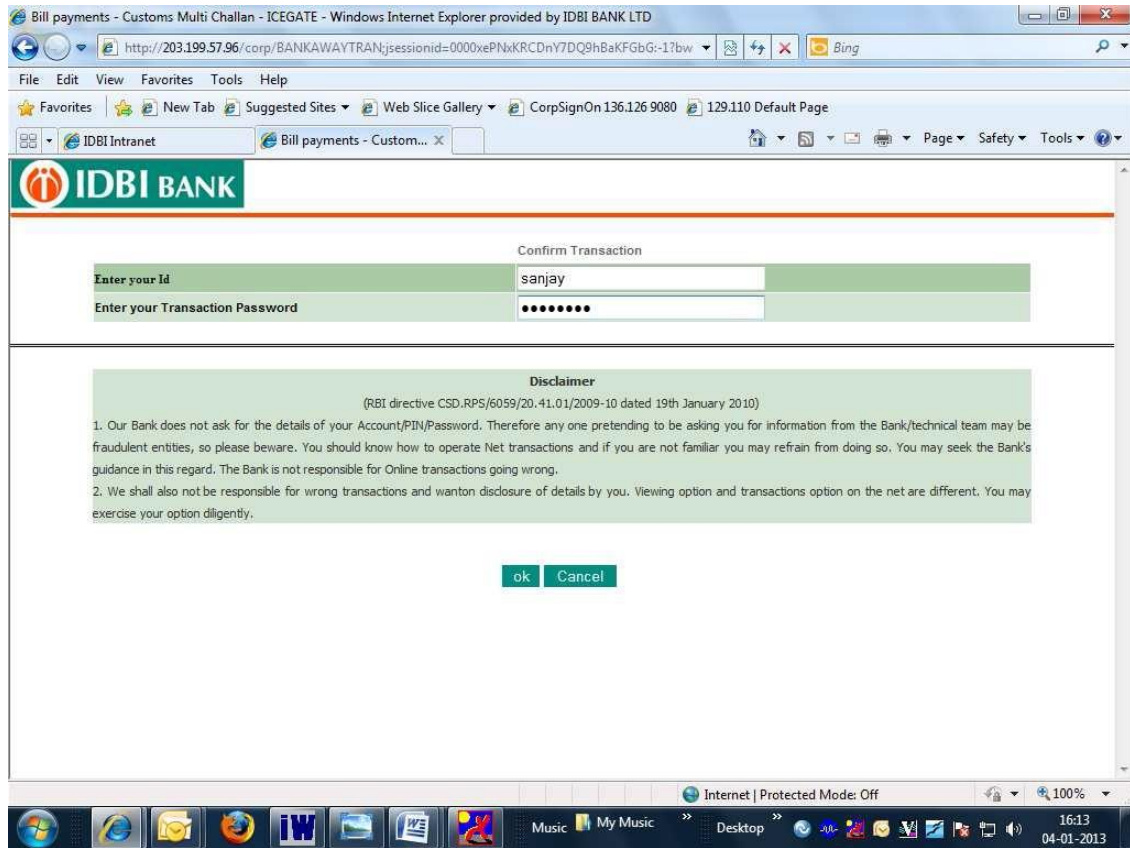 Bill payments - Customs Multi Challan - ICEGATE - Windows Internet Explorer provided by IDBI BANK LTD
http://203.199.57.96/corp/BANKAWAYTRAN;jsessionid=0000xePNxKRCDnY7DQ9hBaKFGbG:-1?bw
Bing
File Edit View Favorites Tools Help
Favorites New Tab Suggested Sites Web Slice Gallery CorpSignOn 136.126 9080 129.110 Default Page
IDBI Intranet Bill payments - Custom... Page Safety Tools
IDBI BANK
Confirm Transaction
Enter your Id sanjay
Enter your Transaction Password ••••••••
Disclaimer
(RBI directive CSD.RPS/6059/20.41.01/2009-10 dated 19th January 2010)
1. Our Bank does not ask for the details of your Account/PIN/Password. Therefore any one pretending to be asking you for information from the Bank/technical team may be
fraudulent entities, so please beware. You should know how to operate Net transactions and if you are not familiar you may refrain from doing so. You may seek the Bank's
guidance in this regard. The Bank is not responsible for Online transactions going wrong.
2. We shall also not be responsible for wrong transactions and wanton disclosure of details by you. Viewing option and transactions option on the net are different. You may
exercise your option diligently.
ok Cancel
Internet | Protected Mode: Off 100%
iW Music My Music » Desktop » 16:13
04-01-2013